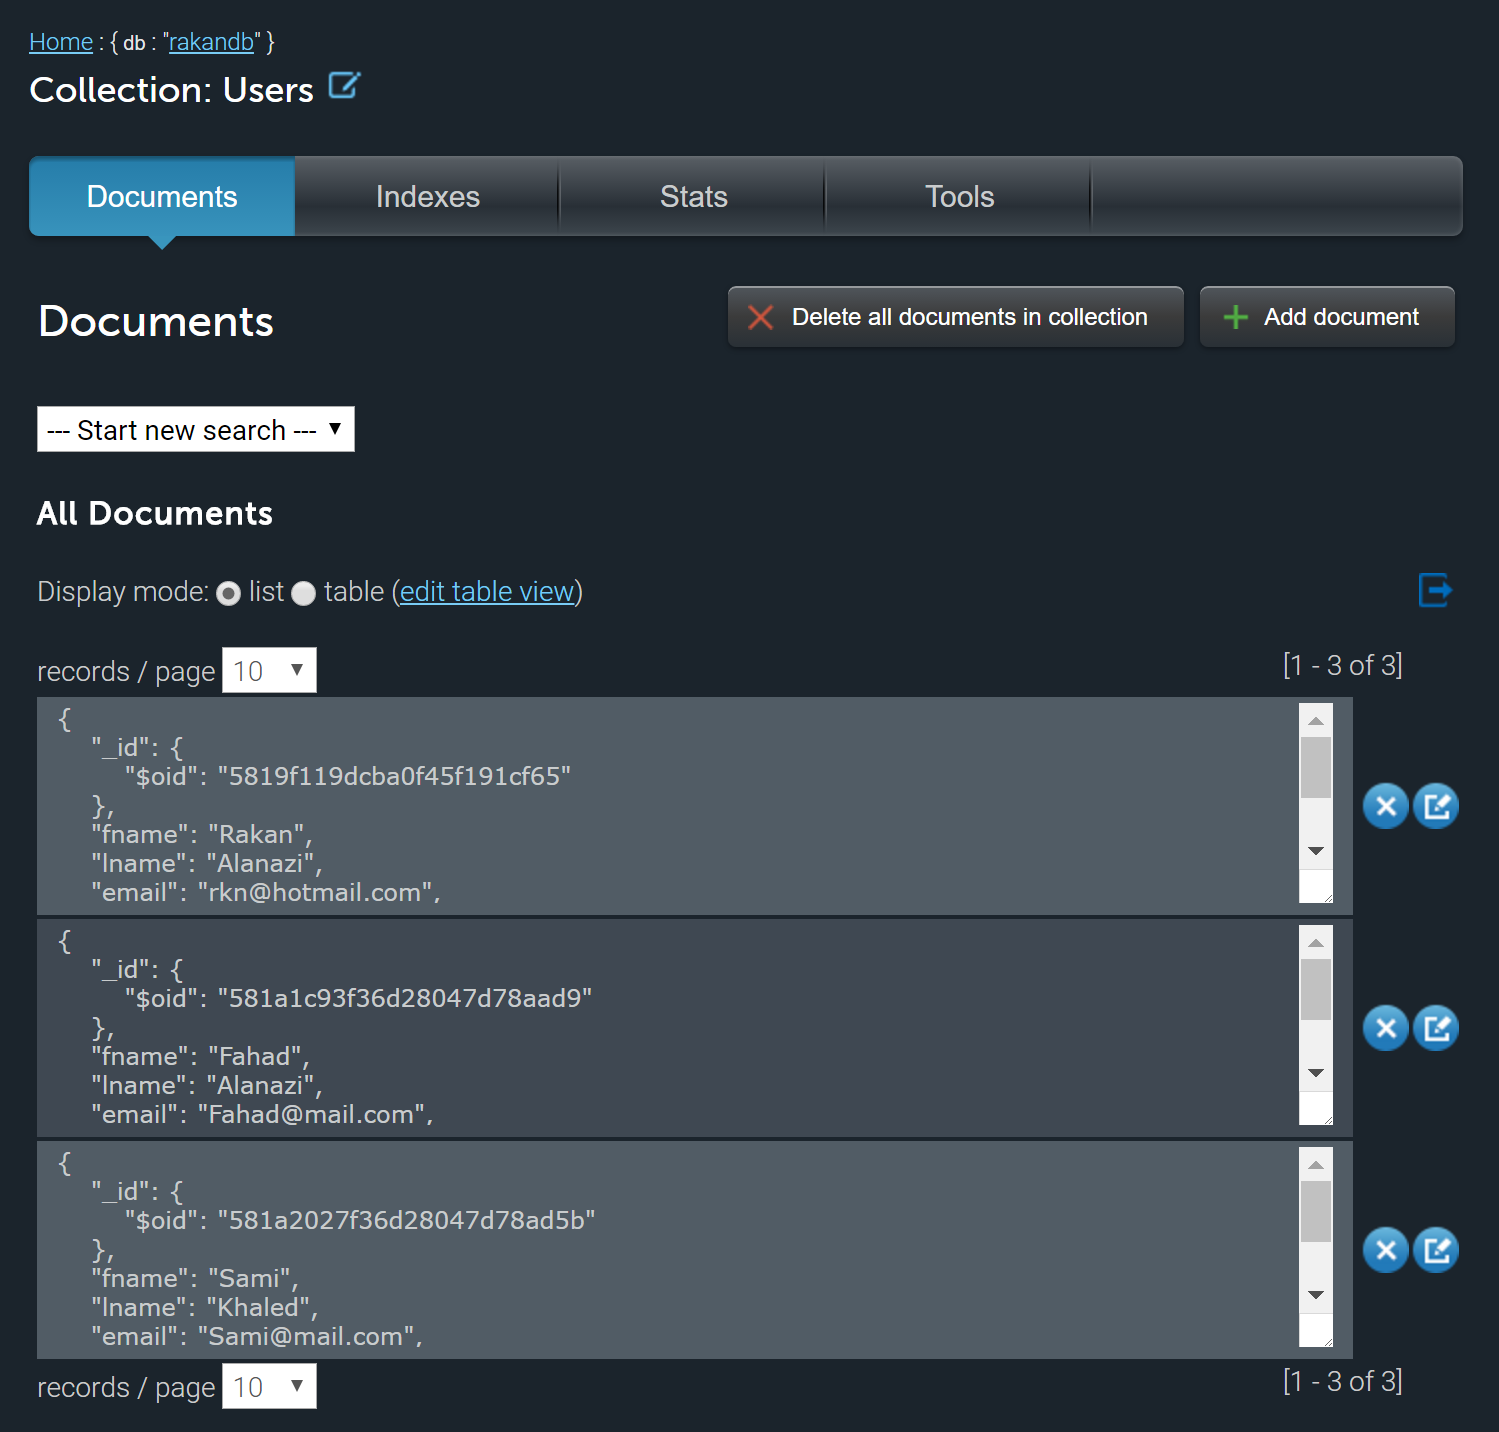 Home : { db : "rakandb" }
Collection: Users
Documents Indexes Stats Tools
Documents
Delete all documents in collection
Add document
--- Start new search ---
All Documents
Display mode: list table (edit table view)
records / page 10
[1 - 3 of 3]
{
"_id": {
"$oid": "5819f119dcba0f45f191cf65"
},
"fname": "Rakan",
"lname": "Alanazi",
"email": "rkn@hotmail.com",
{
"_id": {
"$oid": "581a1c93f36d28047d78aad9"
},
"fname": "Fahad",
"lname": "Alanazi",
"email": "Fahad@mail.com",
{
"_id": {
"$oid": "581a2027f36d28047d78ad5b"
},
"fname": "Sami",
"lname": "Khaled",
"email": "Sami@mail.com",
records / page 10
[1 - 3 of 3]